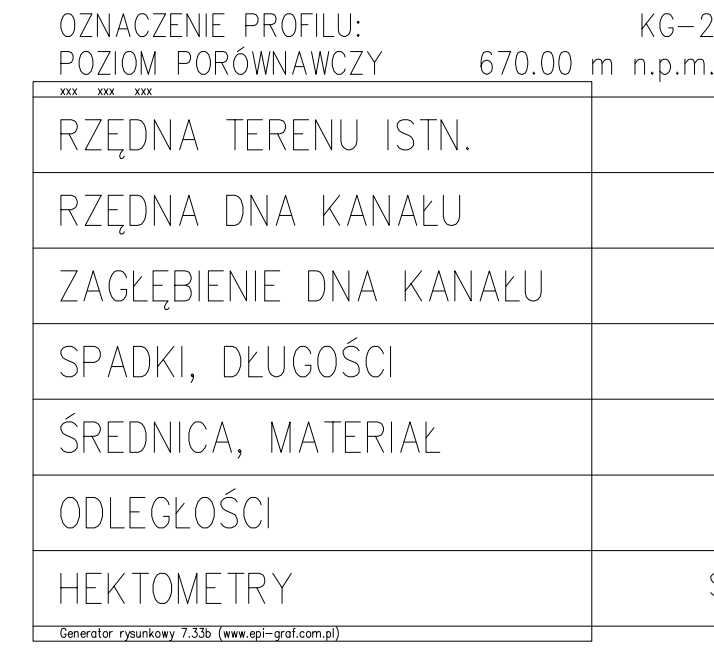 OZNACZENIE PROFILU: KG-2
POZIOM PORÓWNAWCZY 670.00 m n.p.m.
xxx xxx xxx
RZĘDNA TERENU ISTN.
RZĘDNA DNA KANAŁU
ZAGŁĘBIENIE DNA KANAŁU
SPADKI, DŁUGOŚCI
ŚREDNICA, MATERIAŁ
ODLEGŁOŚCI
HEKTOMETRY
Generator rysunkowy 7.33b (www.epi-graf.com.pl)